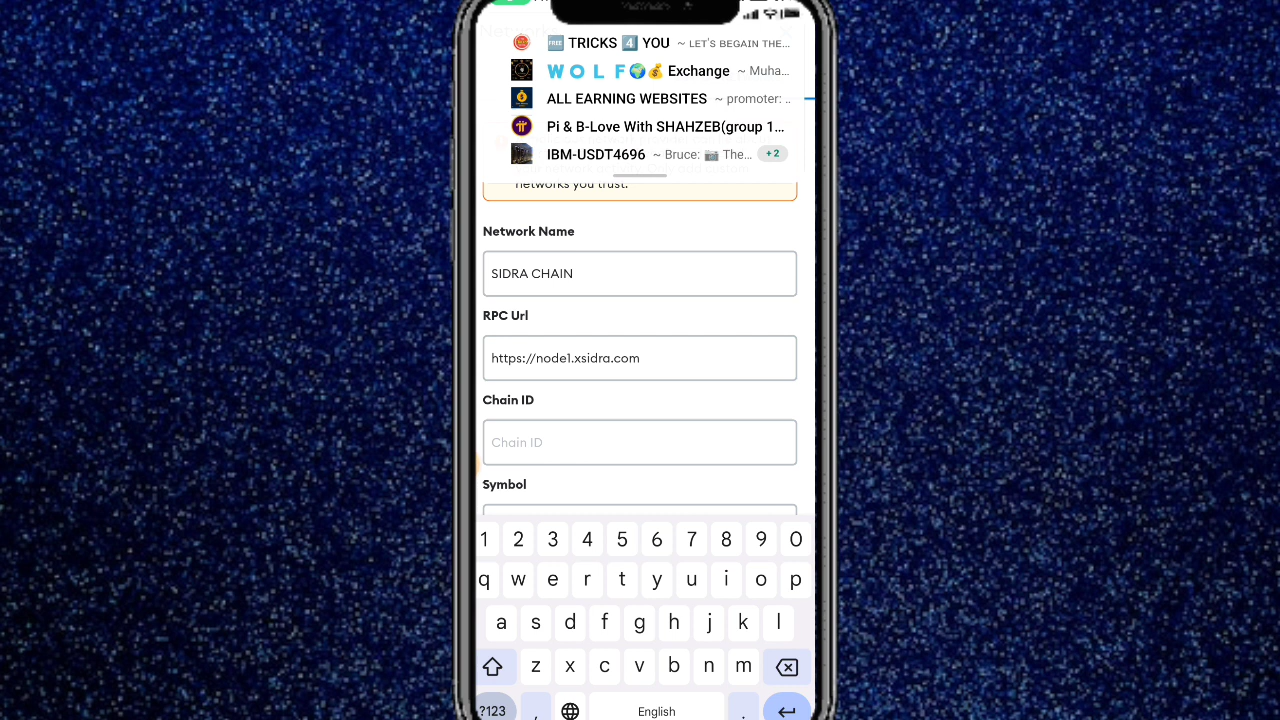 🆓 TRICKS 4️⃣ YOU ~ LET'S BEGAIN THE...
W O L F🌍💰 Exchange ~ Muha...
ALL EARNING WEBSITES ~ promoter: ..
Pi & B-Love With SHAHZEB(group 1...
IBM-USDT4696 ~ Bruce: 📷 The... +2
networks you trust.
Network Name
SIDRA CHAIN
RPC Url
https://node1.xsidra.com
Chain ID
Chain ID
Symbol
1 2 3 4 5 6 7 8 9 0
q w e r t y u i o p
a s d f g h j k l
z x c v b n m
?123 , English .